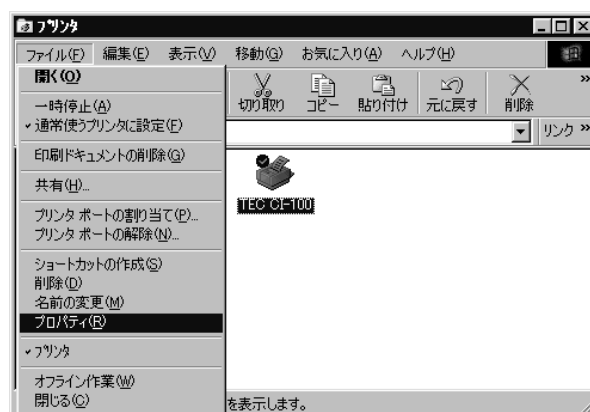 プリンタ
ファイル(F) 編集(E) 表示(V) 移動(G) お気に入り(A) ヘルプ(H)
開く(O)
一時停止(A)
通常使うプリンタに設定(F)
印刷ドキュメントの削除(G)
共有(H)...
プリンタ ポートの割り当て(P)...
プリンタ ポートの解除(N)...
ショートカットの作成(S)
削除(D)
名前の変更(M)
プロパティ(R)
プリンタ
オフライン作業(W)
閉じる(C)
切り取り コピー 貼り付け 元に戻す 削除 »
リンク »
TEC CI-100
を表示します。